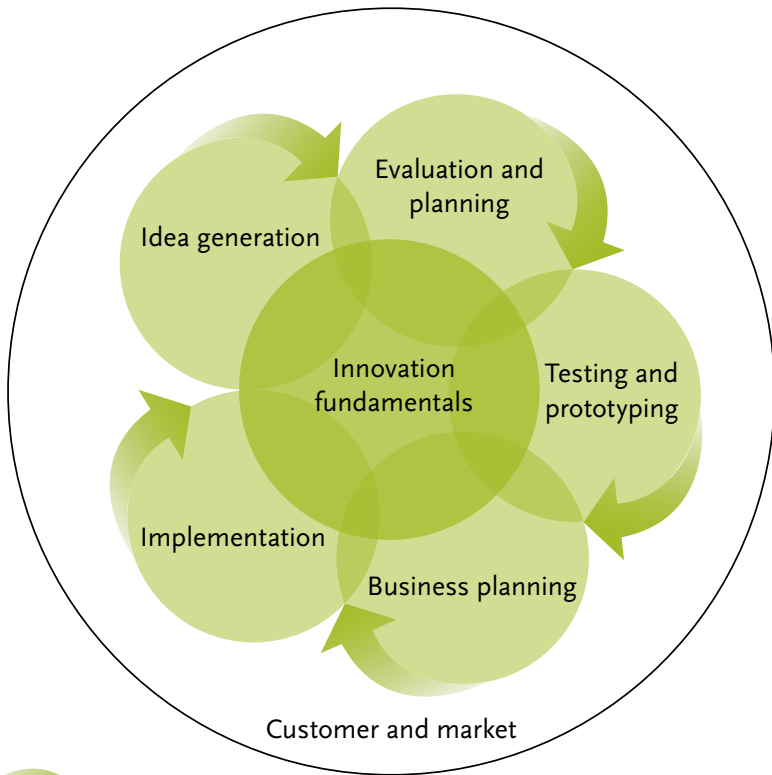 Evaluation and
planning
Idea generation
Innovation
fundamentals
Testing and
prototyping
Implementation
Business planning
Customer and market